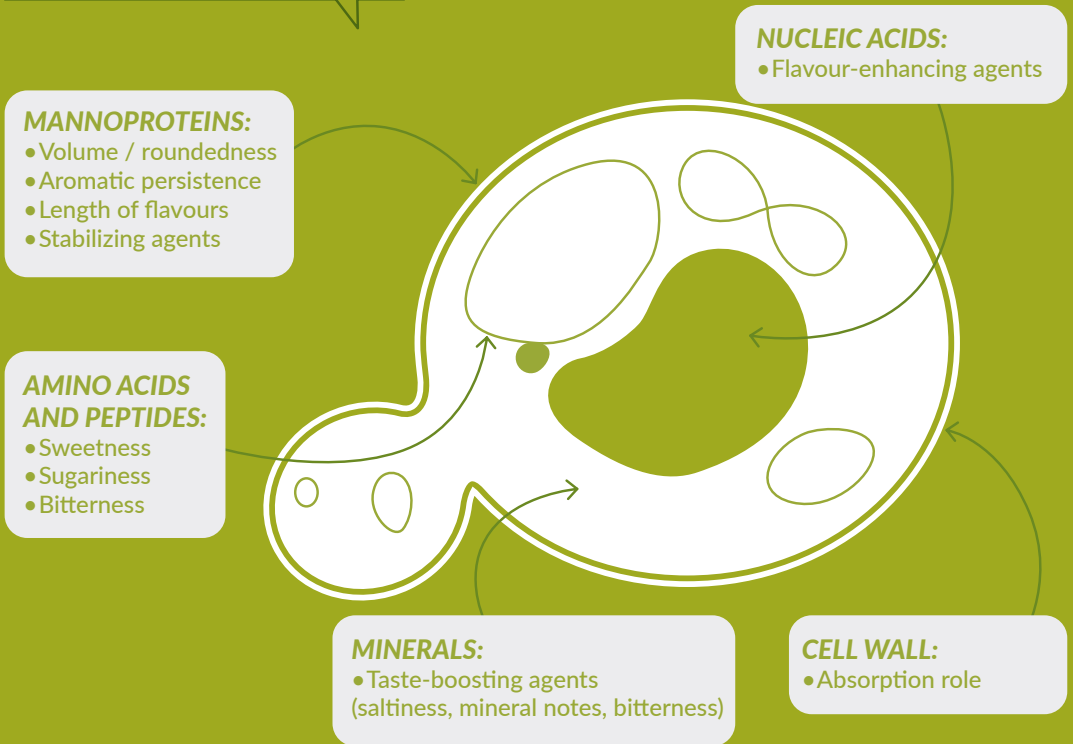 NUCLEIC ACIDS:
•Flavour-enhancing agents
MANNOPROTEINS:
•Volume / roundedness
•Aromatic persistence
•Length of flavours
•Stabilizing agents
AMINO ACIDS
AND PEPTIDES:
•Sweetness
•Sugariness
•Bitterness
MINERALS:
•Taste-boosting agents
(saltiness, mineral notes, bitterness)
CELL WALL:
•Absorption role